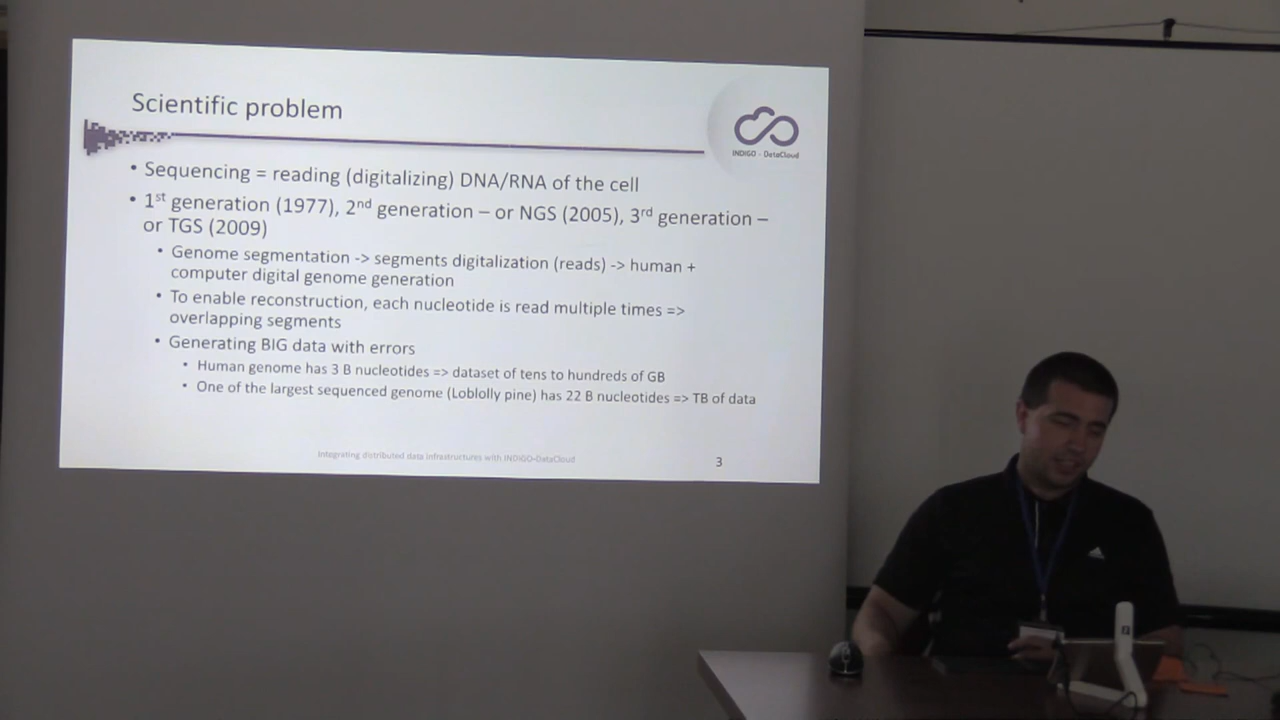 Scientific problem
INDIGO - DataCloud
• Sequencing = reading (digitalizing) DNA/RNA of the cell
• 1st generation (1977), 2nd generation – or NGS (2005), 3rd generation –
or TGS (2009)
• Genome segmentation -> segments digitalization (reads) -> human +
computer digital genome generation
• To enable reconstruction, each nucleotide is read multiple times =>
overlapping segments
• Generating BIG data with errors
• Human genome has 3 B nucleotides => dataset of tens to hundreds of GB
• One of the largest sequenced genome (Loblolly pine) has 22 B nucleotides => TB of data
Integrating distributed data infrastructures with INDIGO-DataCloud
3